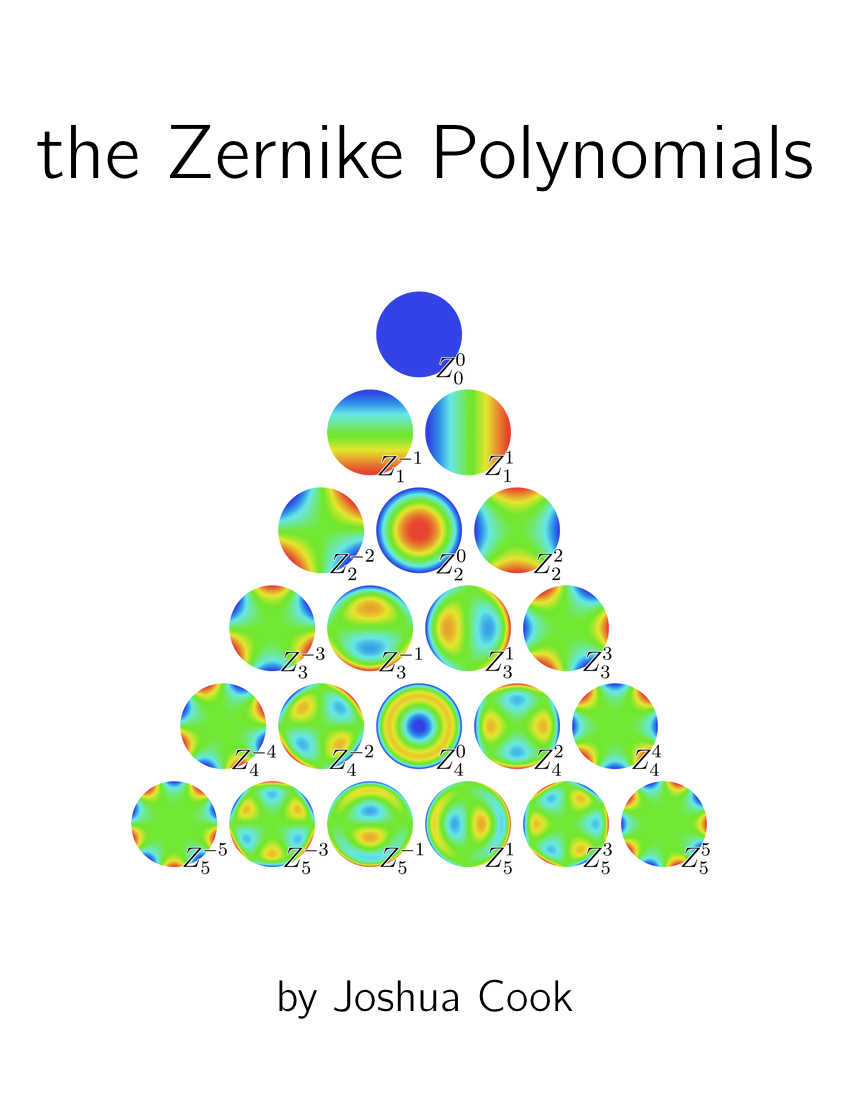 the Zernike Polynomials
Z_0^0
Z_1^{-1} Z_1^1
Z_2^{-2} Z_2^0 Z_2^2
Z_3^{-3} Z_3^{-1} Z_3^1 Z_3^3
Z_4^{-4} Z_4^{-2} Z_4^0 Z_4^2 Z_4^4
Z_5^{-5} Z_5^{-3} Z_5^{-1} Z_5^1 Z_5^3 Z_5^5
by Joshua Cook